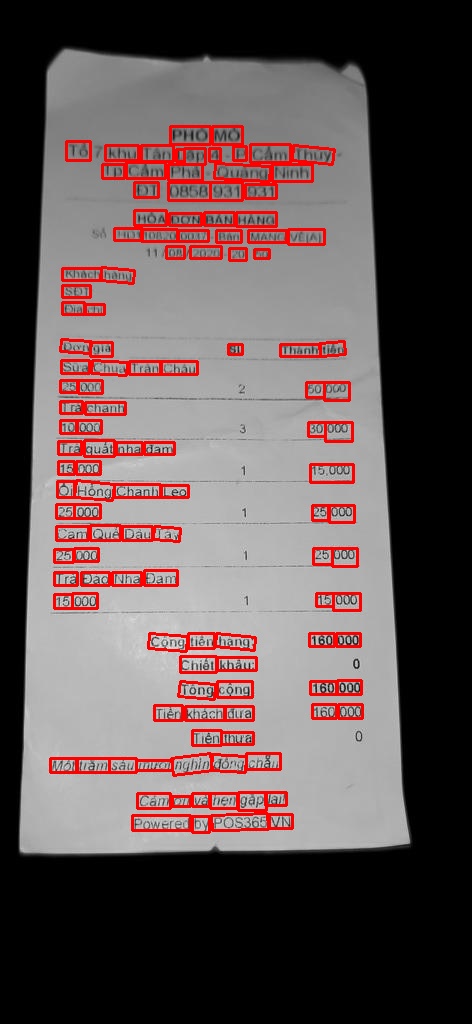 PHỐ MỎ
Tổ 7 khu Tân Lập 4 - P Cẩm Thủy -
Tp Cẩm Phả - Quảng Ninh
ĐT 0858 931 931
HÓA ĐƠN BÁN HÀNG
Số HD110820 0037 - Bàn MANG VỀ[A]
11 / 08 / 2020 20
Khách hàng
SĐT
Địa chỉ
Đơn giá Sl Thành tiền
Sữa Chua Trân Châu
25,000 2 50,000
Trà chanh
10,000 3 30,000
Trà quất nha đam
15,000 1 15,000
Ổi Hồng Chanh Leo
25,000 1 25,000
Cam Quế Dâu Tây
25,000 1 25,000
Trà Đào Nha Đam
15,000 1 15,000
Cộng tiền hàng: 160,000
Chiết khấu: 0
Tổng cộng 160,000
Tiền khách đưa 160,000
Tiền thừa 0
Một trăm sáu mươi nghìn đồng chẵn
Cảm ơn và hẹn gặp lại
Powered by POS365.VN